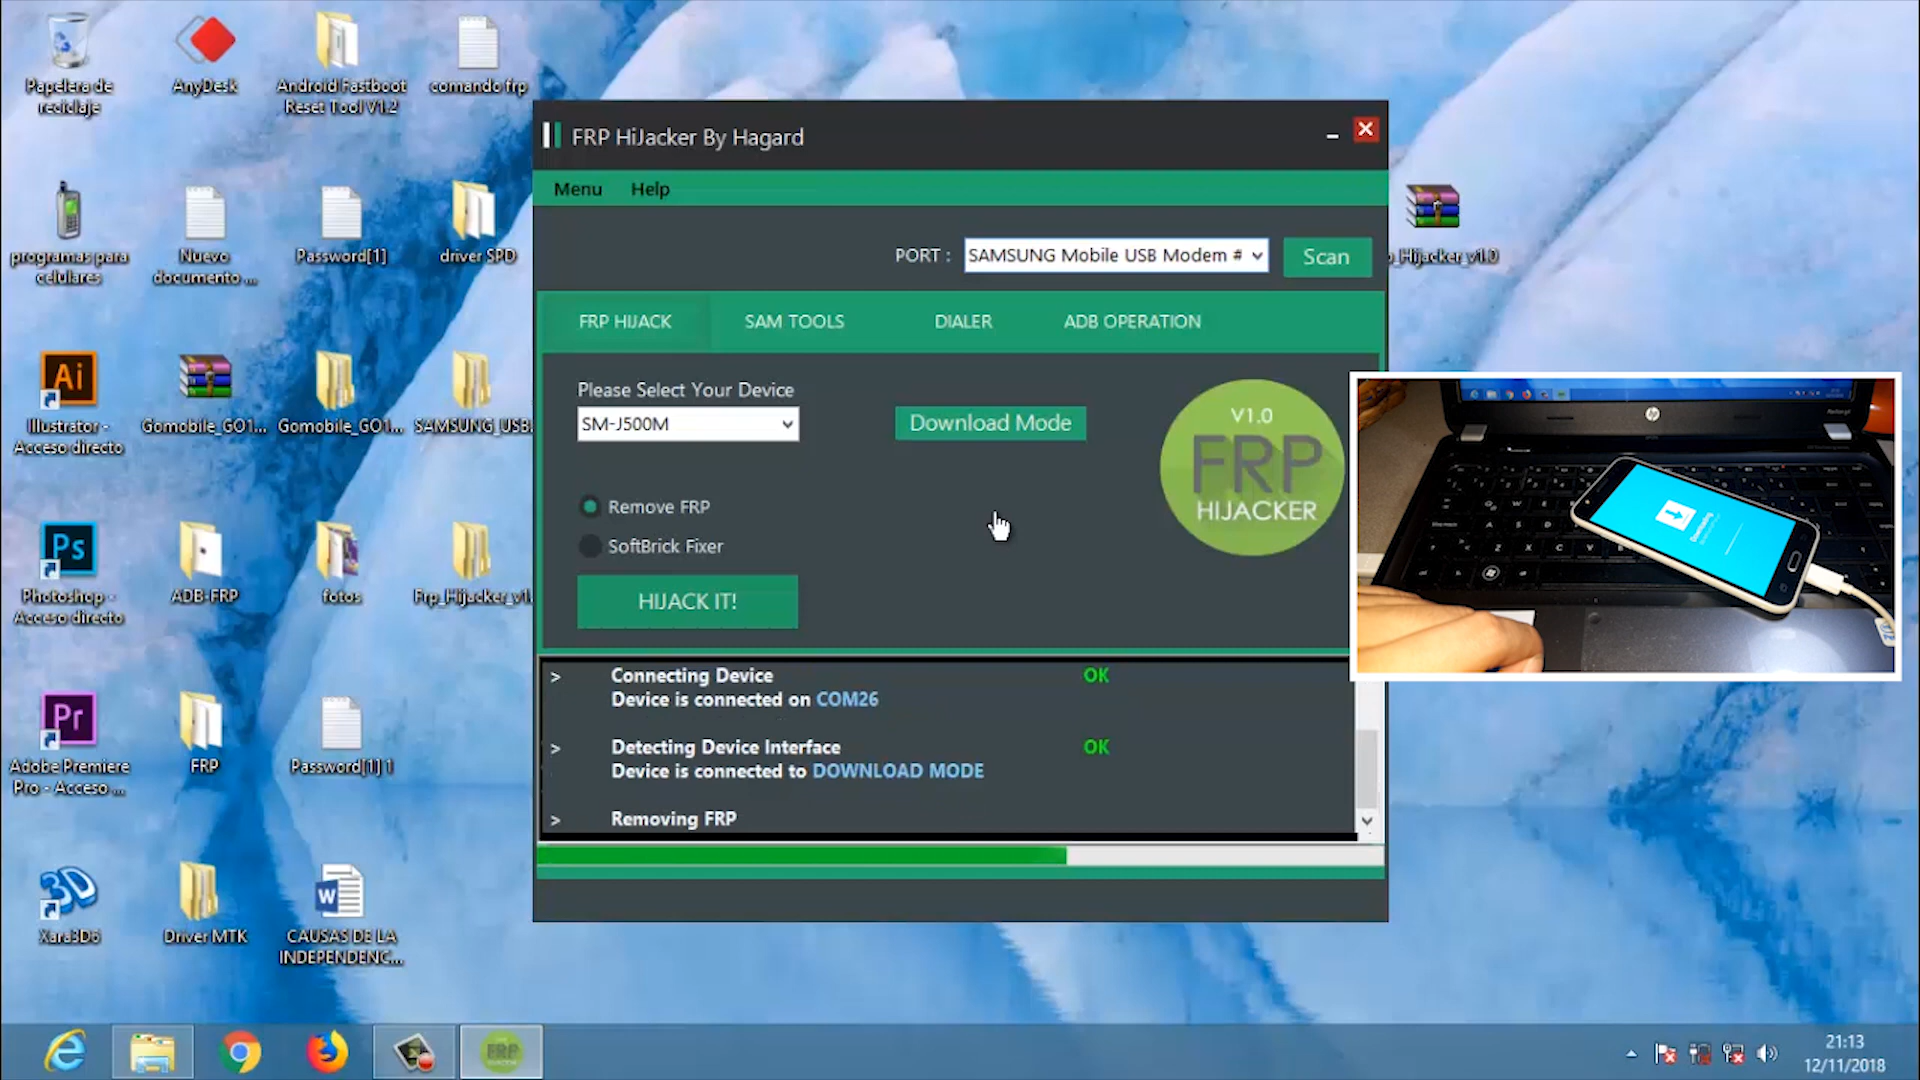 Papelera de
reciclaje
AnyDesk
Android Fastboot
Reset Tool V1.2
comando frp
programas para
celulares
Nuevo
documento ...
Password[1]
driver SPD
Illustrator -
Acceso directo
Gomobile_GO1...
Gomobile_GO1...
SAMSUNG_USB
Photoshop -
Acceso directo
ADB-FRP
fotos
Frp_Hijacker_v1.
Adobe Premiere
Pro - Acceso ...
FRP
Password[1] 1
Xara3D6
Driver MTK
CAUSAS DE LA
INDEPENDENC...
FRP HiJacker By Hagard
Menu Help
PORT : SAMSUNG Mobile USB Modem # Scan
FRP HIJACK SAM TOOLS DIALER ADB OPERATION
Please Select Your Device
SM-J500M
Download Mode
V1.0
FRP
HIJACKER
Remove FRP
SoftBrick Fixer
HIJACK IT!
> Connecting Device OK
Device is connected on COM26
> Detecting Device Interface OK
Device is connected to DOWNLOAD MODE
> Removing FRP
p_Hijacker_v1.0
Downloading
hp
FRP
HIJACKER
21:13
12/11/2018